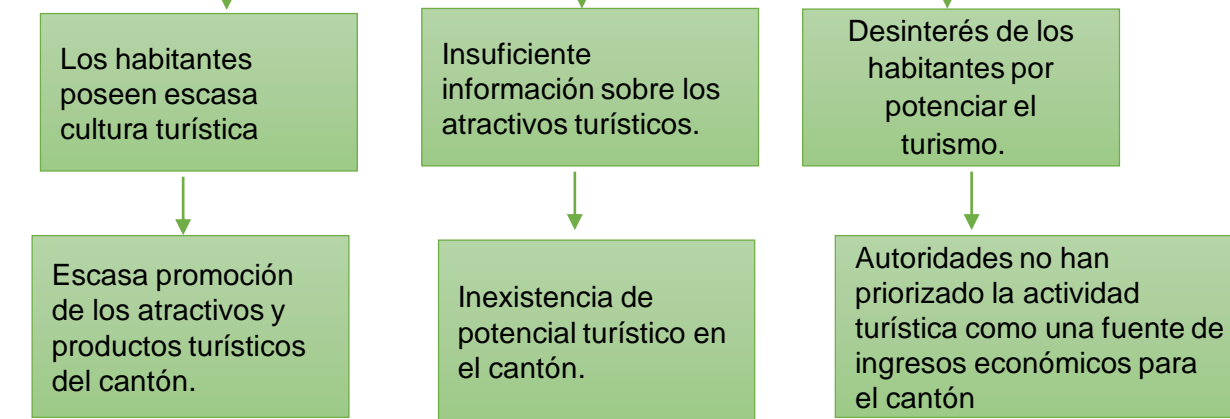 Los habitantes
poseen escasa
cultura turística
Insuficiente
información sobre los
atractivos turísticos.
Desinterés de los
habitantes por
potenciar el
turismo.
Escasa promoción
de los atractivos y
productos turísticos
del cantón.
Inexistencia de
potencial turístico en
el cantón.
Autoridades no han
priorizado la actividad
turística como una fuente de
ingresos económicos para
el cantón